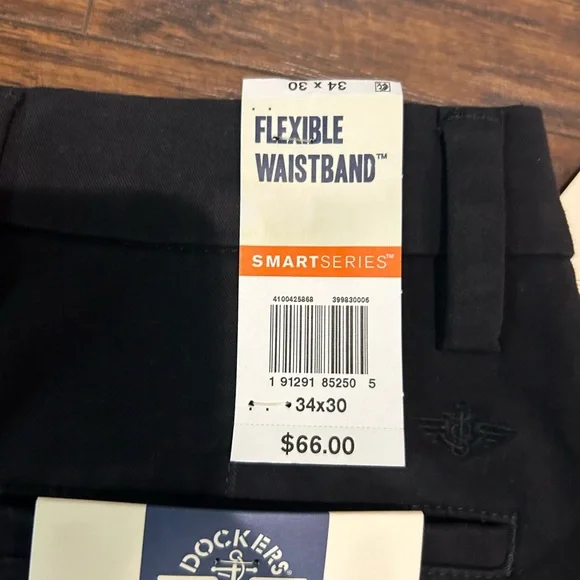 34 x 30
FLEXIBLE
WAISTBAND™
SMARTSERIES™
4100425868 399830006
1 91291 85250 5
34x30
$66.00
DOCKERS®